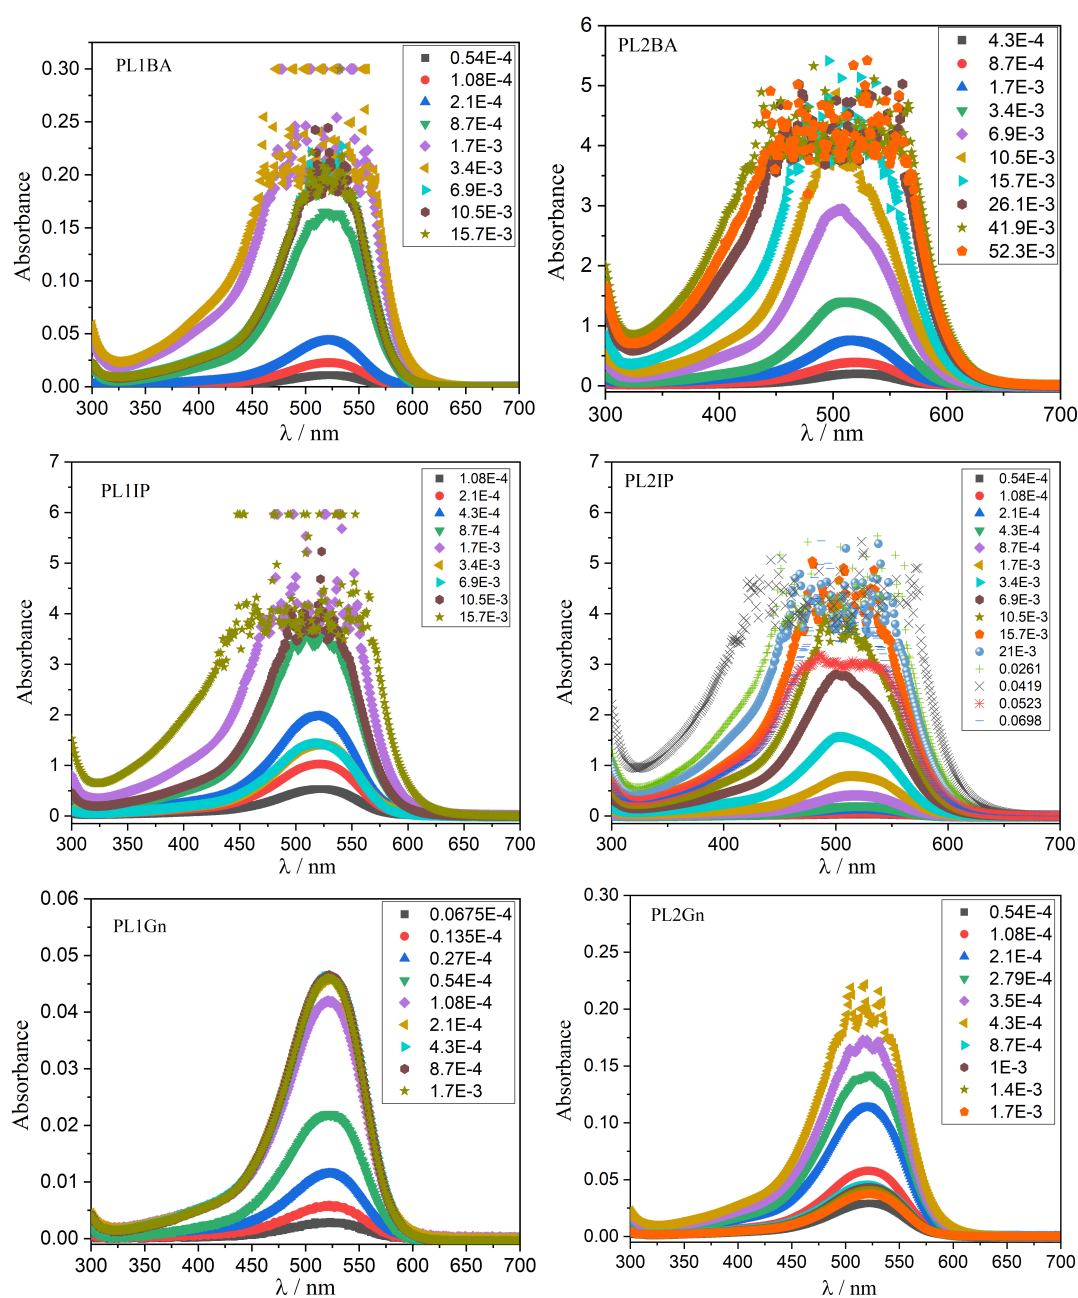 PL1BA
0.54E-4
1.08E-4
2.1E-4
8.7E-4
1.7E-3
3.4E-3
6.9E-3
10.5E-3
15.7E-3
0.30
0.25
0.20
0.15
0.10
0.05
0.00
Absorbance
300 350 400 450 500 550 600 650 700
λ / nm
PL2BA
4.3E-4
8.7E-4
1.7E-3
3.4E-3
6.9E-3
10.5E-3
15.7E-3
26.1E-3
41.9E-3
52.3E-3
6
5
4
3
2
1
0
Absorbance
300 400 500 600 700
λ / nm
PL1IP
1.08E-4
2.1E-4
4.3E-4
8.7E-4
1.7E-3
3.4E-3
6.9E-3
10.5E-3
15.7E-3
7
6
5
4
3
2
1
0
Absorbance
300 350 400 450 500 550 600 650 700
λ / nm
PL2IP
0.54E-4
1.08E-4
2.1E-4
4.3E-4
8.7E-4
1.7E-3
3.4E-3
6.9E-3
10.5E-3
15.7E-3
21E-3
0.0261
0.0419
0.0523
0.0698
7
6
5
4
3
2
1
0
Absorbance
300 400 500 600 700
λ / nm
PL1Gn
0.0675E-4
0.135E-4
0.27E-4
0.54E-4
1.08E-4
2.1E-4
4.3E-4
8.7E-4
1.7E-3
0.06
0.05
0.04
0.03
0.02
0.01
0.00
Absorbance
300 350 400 450 500 550 600 650 700
λ / nm
PL2Gn
0.54E-4
1.08E-4
2.1E-4
2.79E-4
3.5E-4
4.3E-4
8.7E-4
1E-3
1.4E-3
1.7E-3
0.30
0.25
0.20
0.15
0.10
0.05
0.00
Absorbance
300 350 400 450 500 550 600 650 700
λ / nm